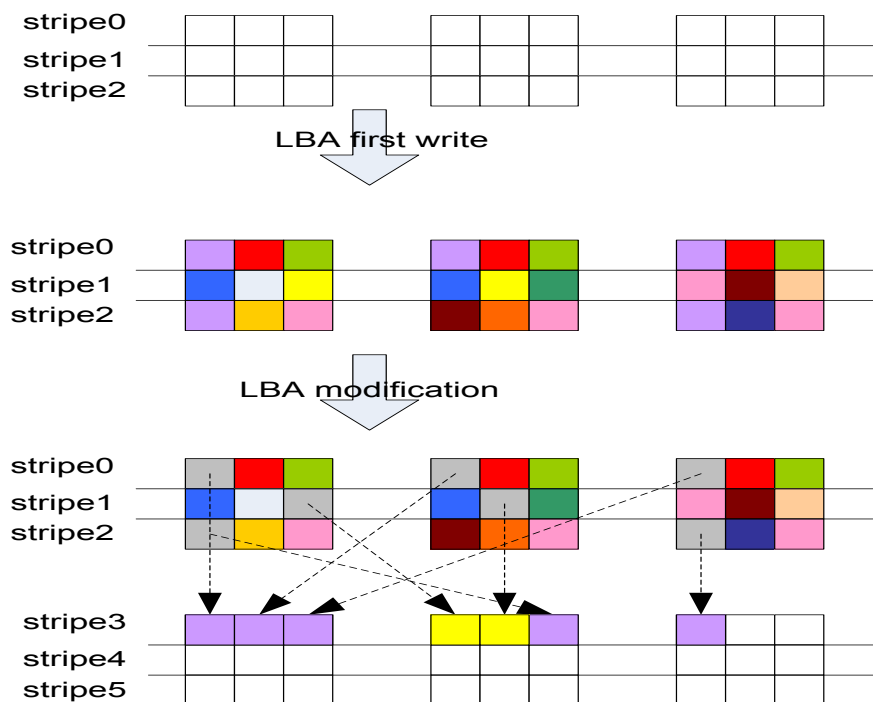 stripe0
stripe1
stripe2
LBA first write
stripe0
stripe1
stripe2
LBA modification
stripe0
stripe1
stripe2
stripe3
stripe4
stripe5